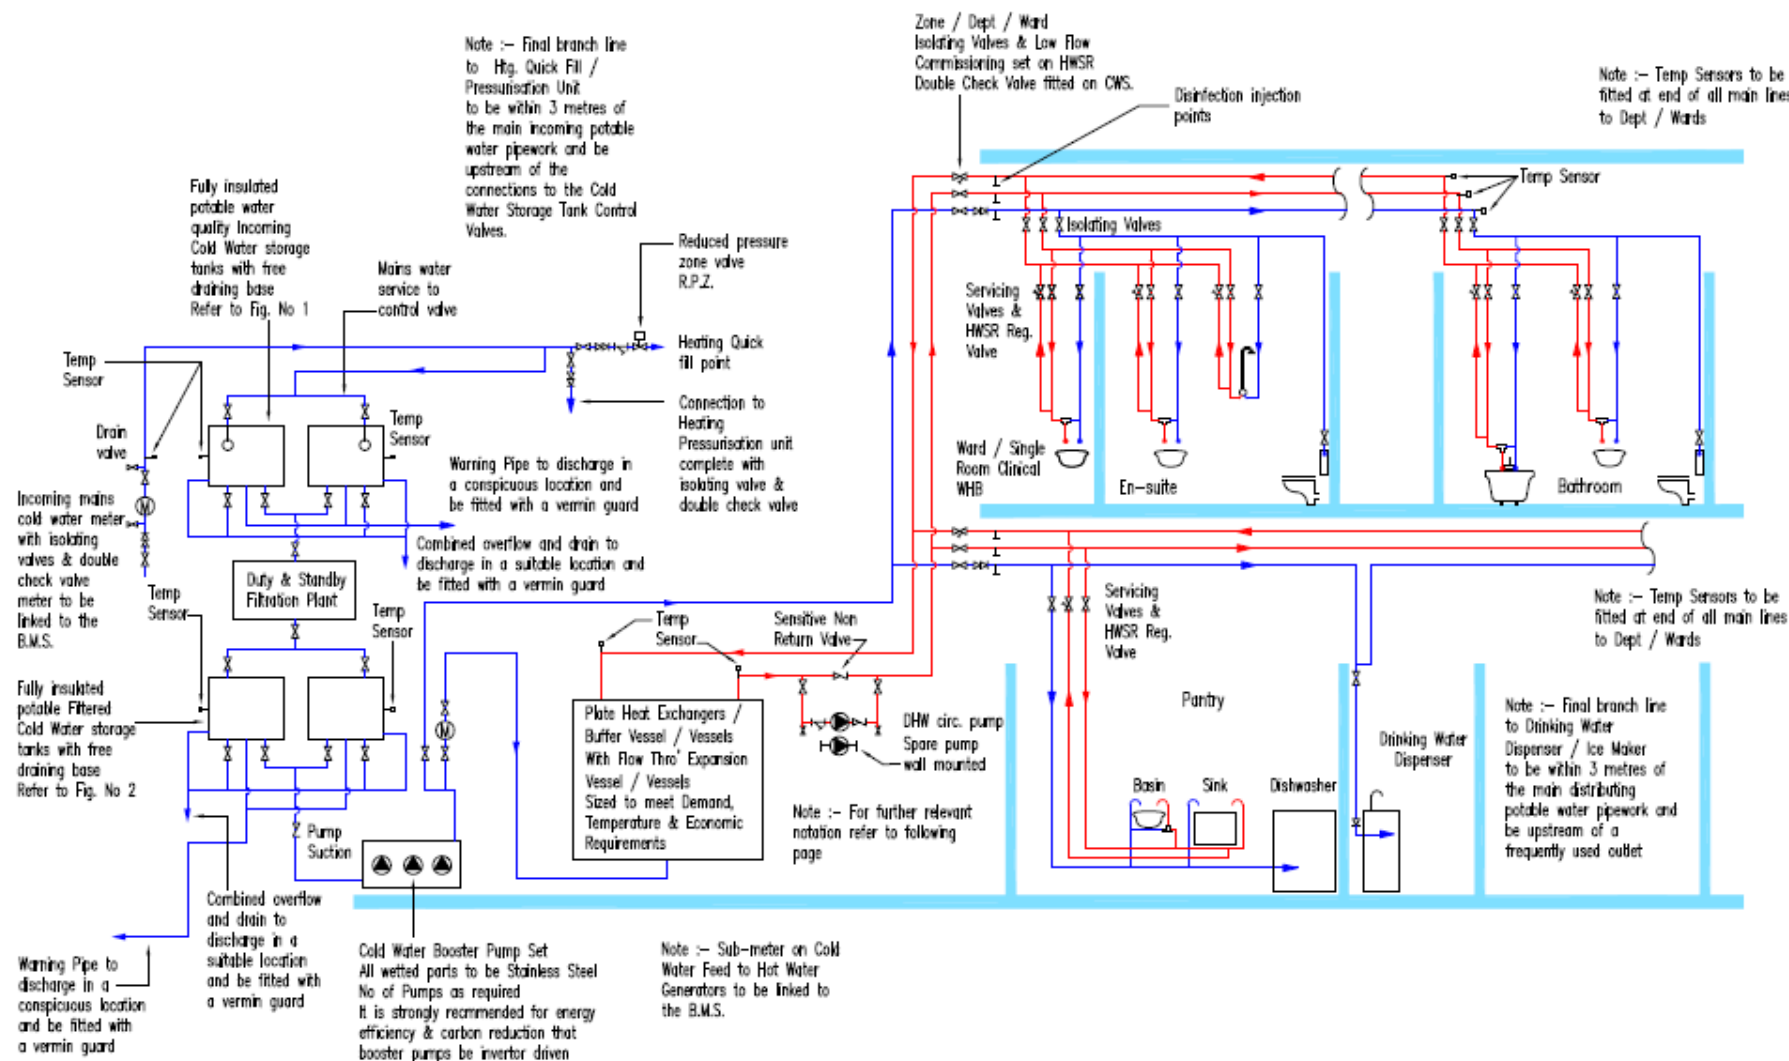 Note :- Final branch line
to Htg. Quick Fill /
Pressurisation Unit
to be within 3 metres of
the main incoming potable
water pipework and be
upstream of the
connections to the Cold
Water Storage Tank Control
Valves.
Zone / Dept / Ward
Isolating Valves & Low Flow
Commissioning set on HWSR
Double Check Valve fitted on CWS.
Disinfection injection
points
Note :- Temp Sensors to be
fitted at end of all main lines
to Dept / Wards
Fully insulated
potable water
quality Incoming
Cold Water storage
tanks with free
draining base
Refer to Fig. No 1
Mains water
service to
control valve
Reduced pressure
zone valve
R.P.Z.
Temp Sensor
Isolating Valves
Servicing
Valves &
HWSR Reg.
Valve
Temp
Sensor
Heating Quick
fill point
Drain
valve
Temp
Sensor
Connection to
Heating
Pressurisation unit
complete with
isolating valve &
double check valve
Warning Pipe to discharge in
a conspicuous location and
be fitted with a vermin guard
Ward / Single
Room Clinical
WHB
En-suite
Bathroom
Incoming mains
cold water meter
with isolating
valves & double
check valve
meter to be
linked to the
B.M.S.
M
Combined overflow and drain to
discharge in a suitable location and
be fitted with a vermin guard
Duty & Standby
Filtration Plant
Temp
Sensor
Temp
Sensor
Temp
Sensor
Sensitive Non
Return Valve
Servicing
Valves &
HWSR Reg.
Valve
Note :- Temp Sensors to be
fitted at end of all main lines
to Dept / Wards
Fully insulated
potable Filtered
Cold Water storage
tanks with free
draining base
Refer to Fig. No 2
M
Plate Heat Exchangers /
Buffer Vessel / Vessels
With Flow Thro' Expansion
Vessel / Vessels
Sized to meet Demand,
Temperature & Economic
Requirements
DHW circ. pump
Spare pump
wall mounted
Pantry
Drinking Water
Dispenser
Note :- Final branch line
to Drinking Water
Dispenser / Ice Maker
to be within 3 metres of
the main distributing
potable water pipework and
be upstream of a
frequently used outlet
Basin
Sink
Dishwasher
Note :- For further relevant
notation refer to following
page
Pump
Suction
Combined overflow
and drain to
discharge in a
suitable location
and be fitted with
a vermin guard
Warning Pipe to
discharge in a
conspicuous location
and be fitted with
a vermin guard
Cold Water Booster Pump Set
All wetted parts to be Stainless Steel
No of Pumps as required
It is strongly recmmended for energy
efficiency & carbon reduction that
booster pumps be invertor driven
Note :- Sub-meter on Cold
Water Feed to Hot Water
Generators to be linked to
the B.M.S.